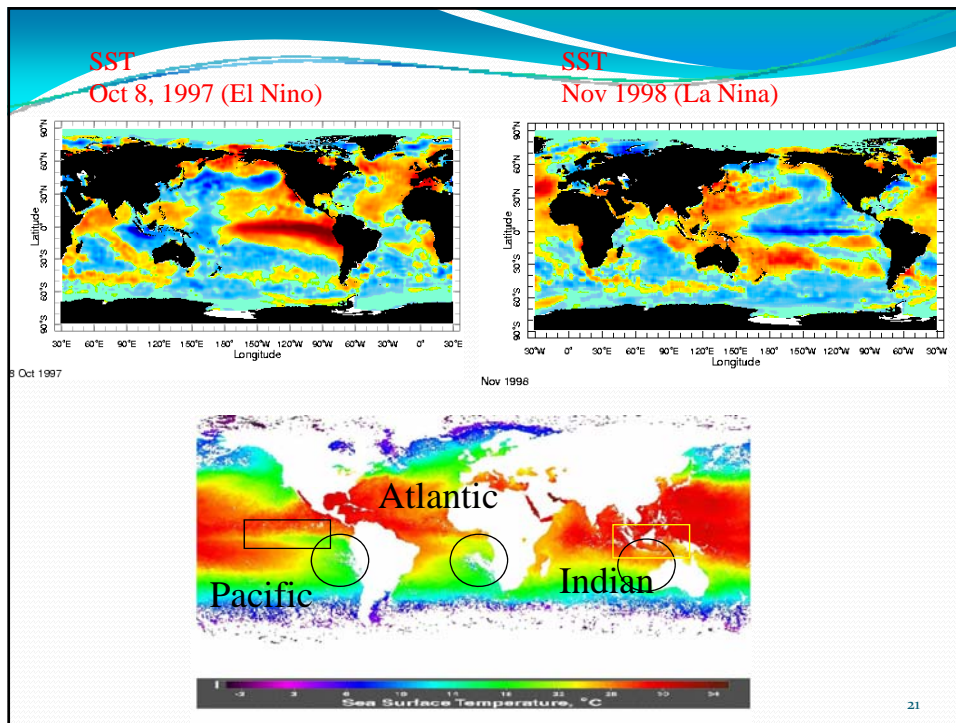 SST
Oct 8, 1997 (El Nino)
SST
Nov 1998 (La Nina)
90°N
60°N
30°N
0°
30°S
60°S
90°S
Latitude
30°E 60°E 90°E 120°E 150°E 180° 150°W 120°W 90°W 60°W 30°W 0° 30°E
Longitude
8 Oct 1997
90°N
60°N
30°N
0°
30°S
60°S
90°S
Latitude
30°W 0° 30°E 60°E 90°E 120°E 150°E 180° 150°W 120°W 90°W 60°W 30°W
Longitude
Nov 1998
Atlantic
Pacific
Indian
Sea Surface Temperature, °C
21